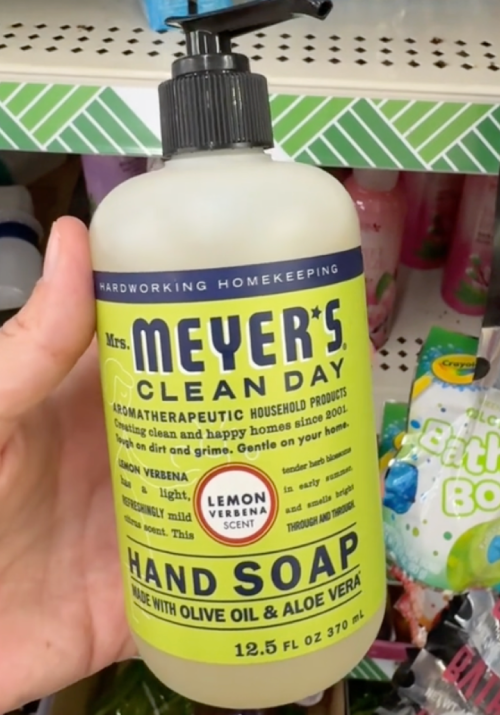 HARDWORKING HOMEKEEPING
Mrs. MEYER'S
CLEAN DAY
AROMATHERAPEUTIC HOUSEHOLD PRODUCTS
Creating clean and happy homes since 2001.
Tough on dirt and grime. Gentle on your home.
LEMON VERBENA
has a light,
REFRESHINGLY mild
citrus scent. This
LEMON
VERBENA
SCENT
tender herb blossoms
in early summer,
and smells bright
THROUGH AND THROUGH.
HAND SOAP
MADE WITH OLIVE OIL & ALOE VERA
12.5 FL OZ 370 mL
Crayola
Bath